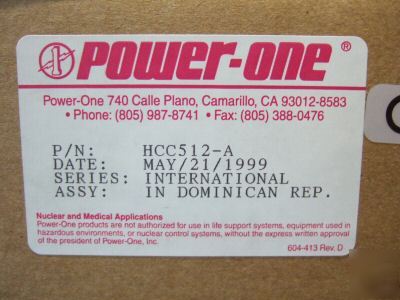 POWER-ONE ®
Power-One 740 Calle Plano, Camarillo, CA 93012-8583
• Phone: (805) 987-8741 • Fax: (805) 388-0476
P/N: HCC512-A
DATE: MAY/21/1999
SERIES: INTERNATIONAL
ASSY: IN DOMINICAN REP.
Nuclear and Medical Applications
Power-One products are not authorized for use in life support systems, equipment used in
hazardous environments, or nuclear control systems, without the express written approval
of the president of Power-One, Inc.
604-413 Rev. D